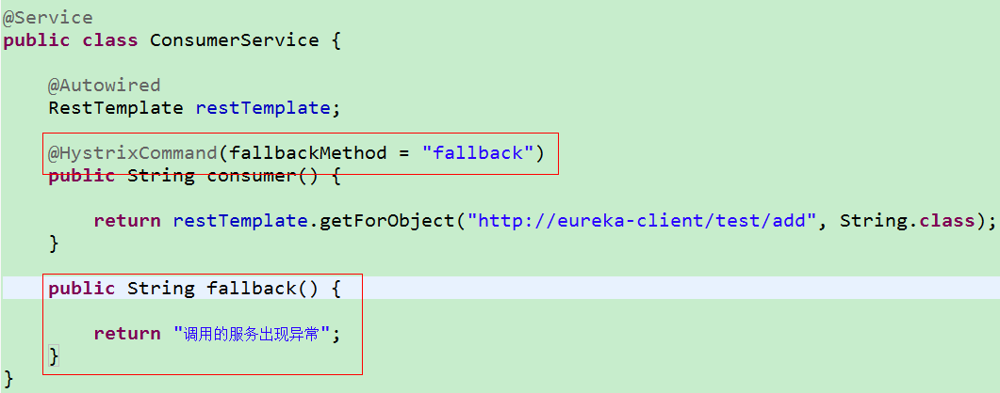 @Service
public class ConsumerService {
@Autowired
RestTemplate restTemplate;
@HystrixCommand(fallbackMethod = "fallback")
public String consumer() {
return restTemplate.getForObject("http://eureka-client/test/add", String.class);
}
public String fallback() {
return "调用的服务出现异常";
}
}